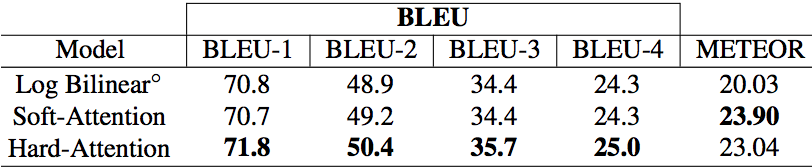 BLEU
Model BLEU-1 BLEU-2 BLEU-3 BLEU-4 METEOR
Log Bilinear° 70.8 48.9 34.4 24.3 20.03
Soft-Attention 70.7 49.2 34.4 24.3 23.90
Hard-Attention 71.8 50.4 35.7 25.0 23.04